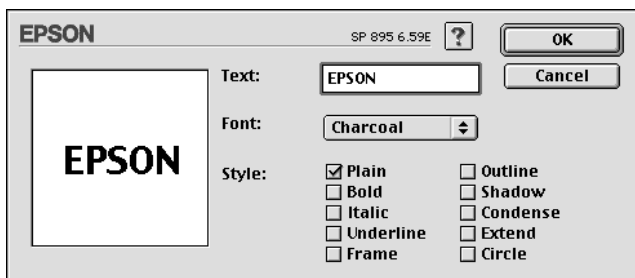 EPSON
SP 895 6.59E
?
OK
Text:
EPSON
Cancel
Font:
Charcoal
EPSON
Style:
Plain
Outline
Bold
Shadow
Italic
Condense
Underline
Extend
Frame
Circle